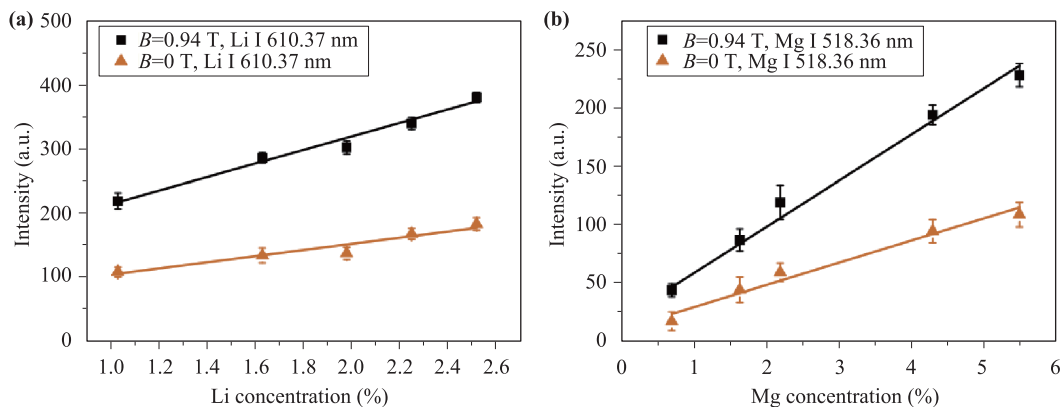 (a)
500
400
300
200
100
0
Intensity (a.u.)
B=0.94 T, Li I 610.37 nm
B=0 T, Li I 610.37 nm
1.0 1.2 1.4 1.6 1.8 2.0 2.2 2.4 2.6
Li concentration (%)
(b)
250
200
150
100
50
0
Intensity (a.u.)
B=0.94 T, Mg I 518.36 nm
B=0 T, Mg I 518.36 nm
0 1 2 3 4 5 6
Mg concentration (%)